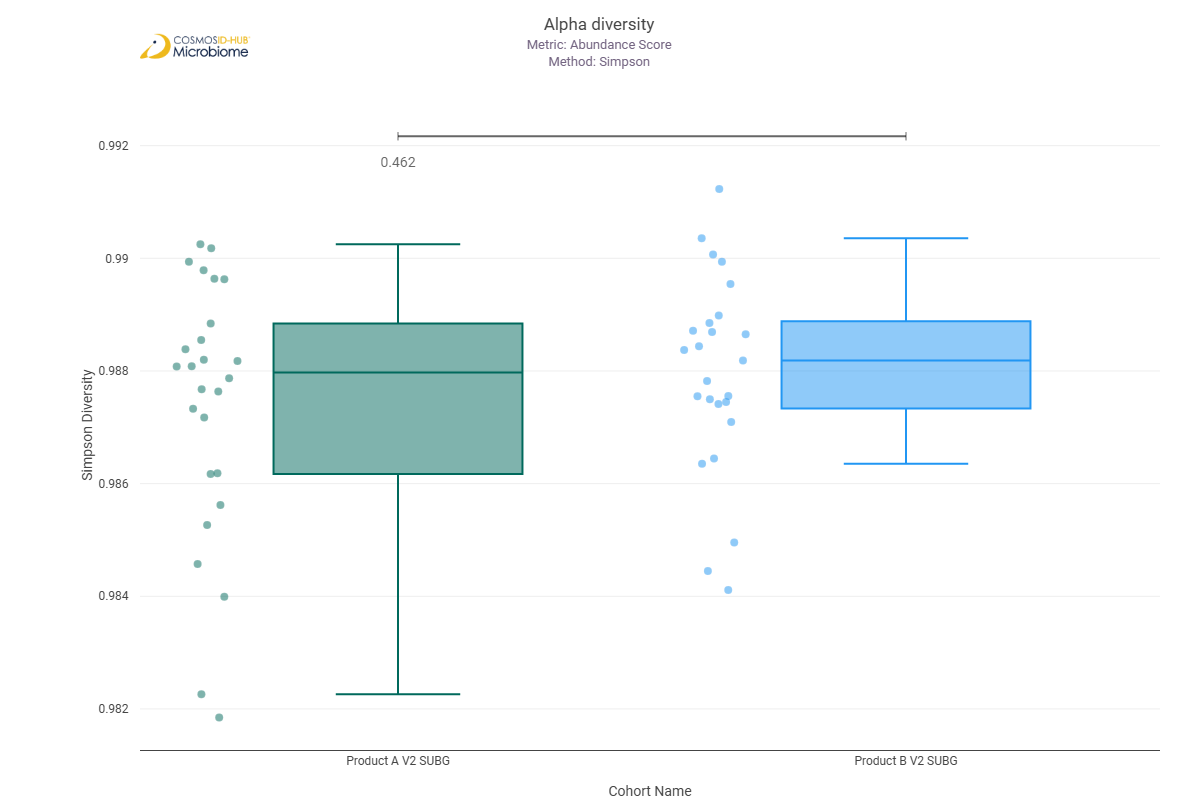 COSMOSID-HUB®
Microbiome
Alpha diversity
Metric: Abundance Score
Method: Simpson
0.992
0.462
0.99
0.988
Simpson Diversity
0.986
0.984
0.982
Product A V2 SUBG
Product B V2 SUBG
Cohort Name